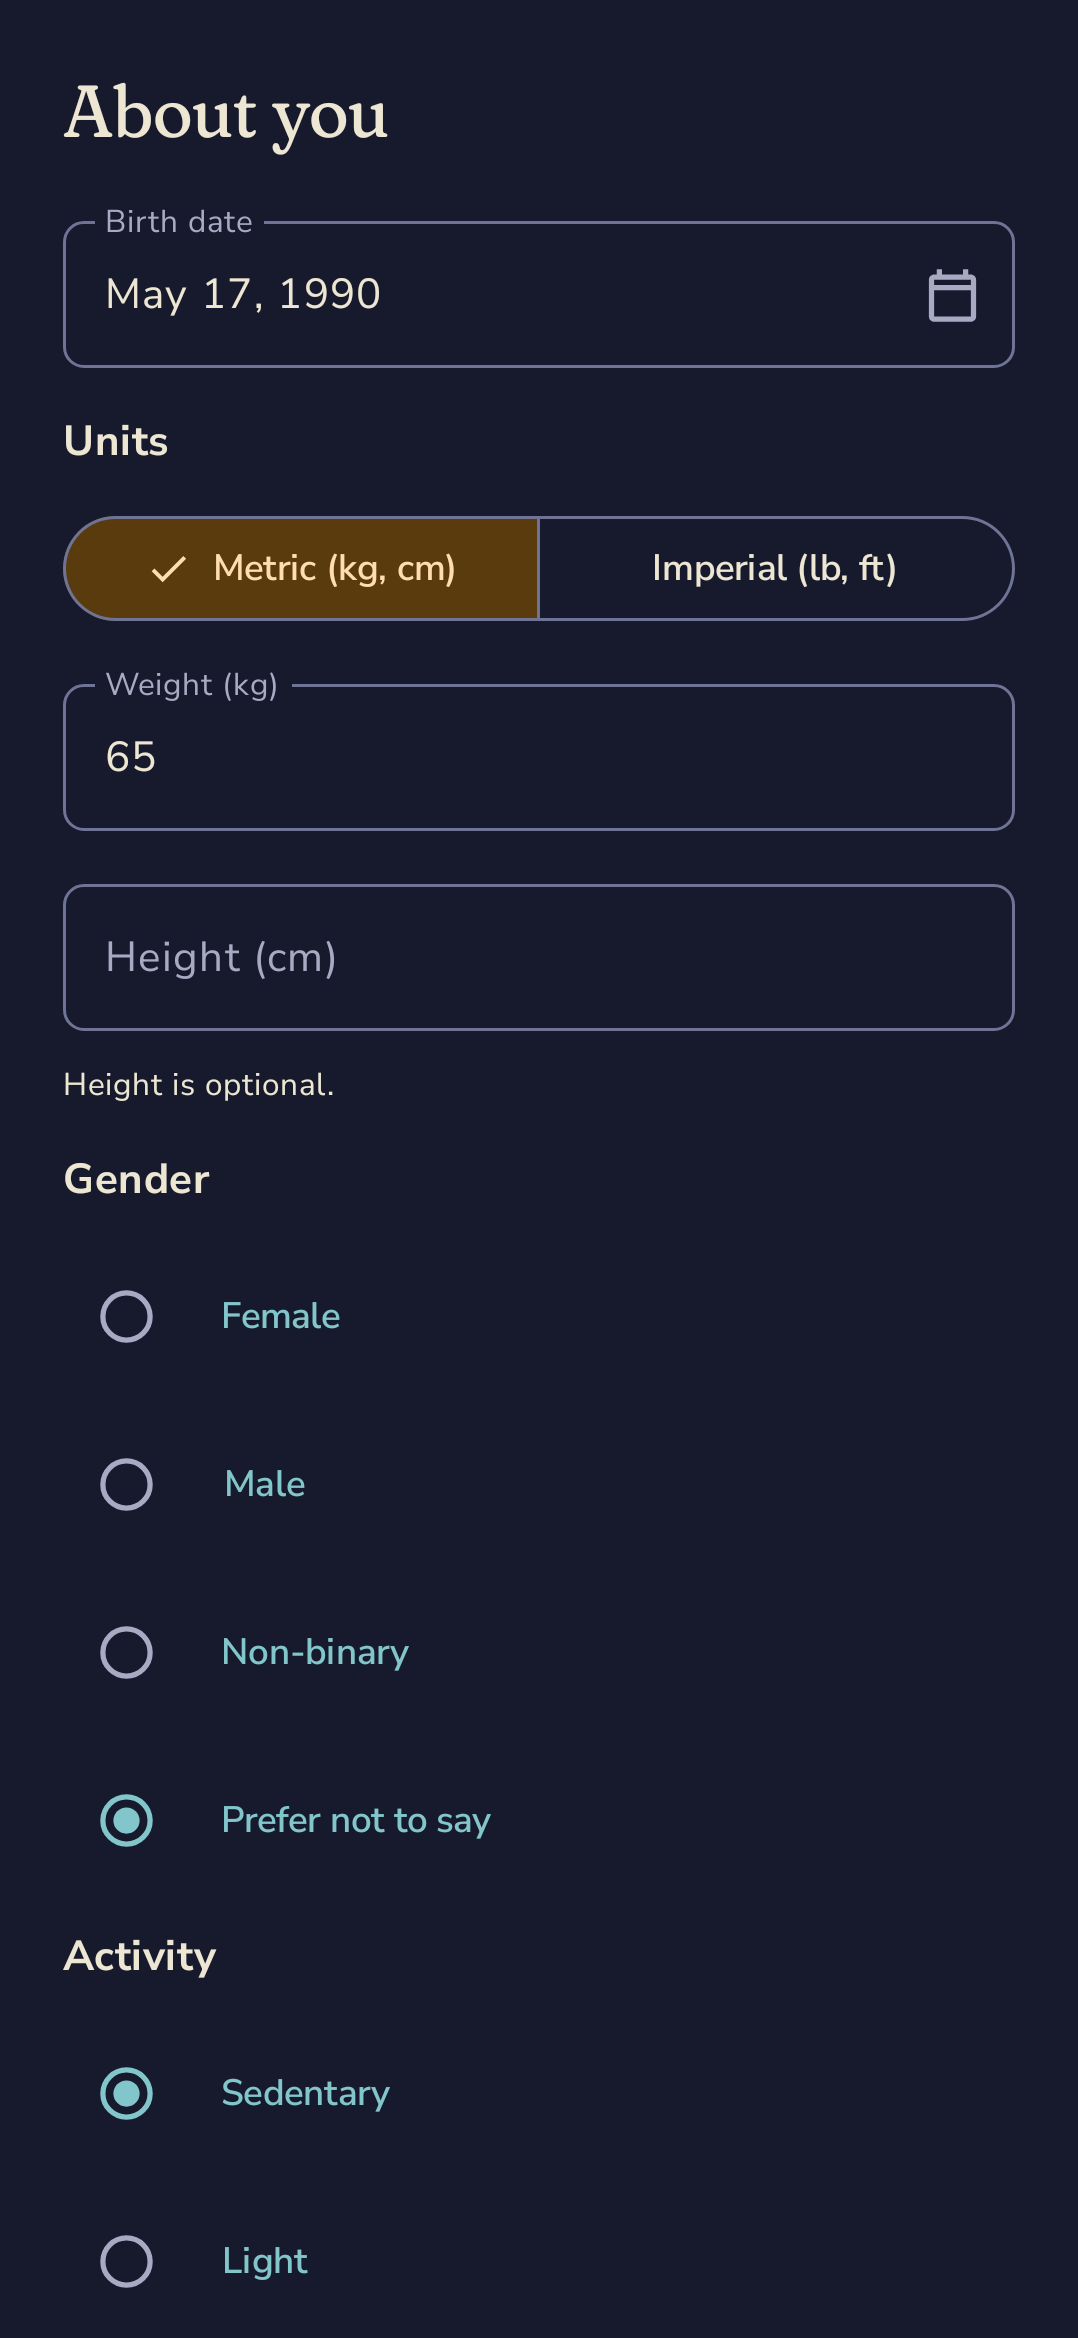 About you
Birth date
May 17, 1990
Units
Metric (kg, cm)
Imperial (lb, ft)
Weight (kg)
65
Height (cm)
Height is optional.
Gender
Female
Male
Non-binary
Prefer not to say
Activity
Sedentary
Light